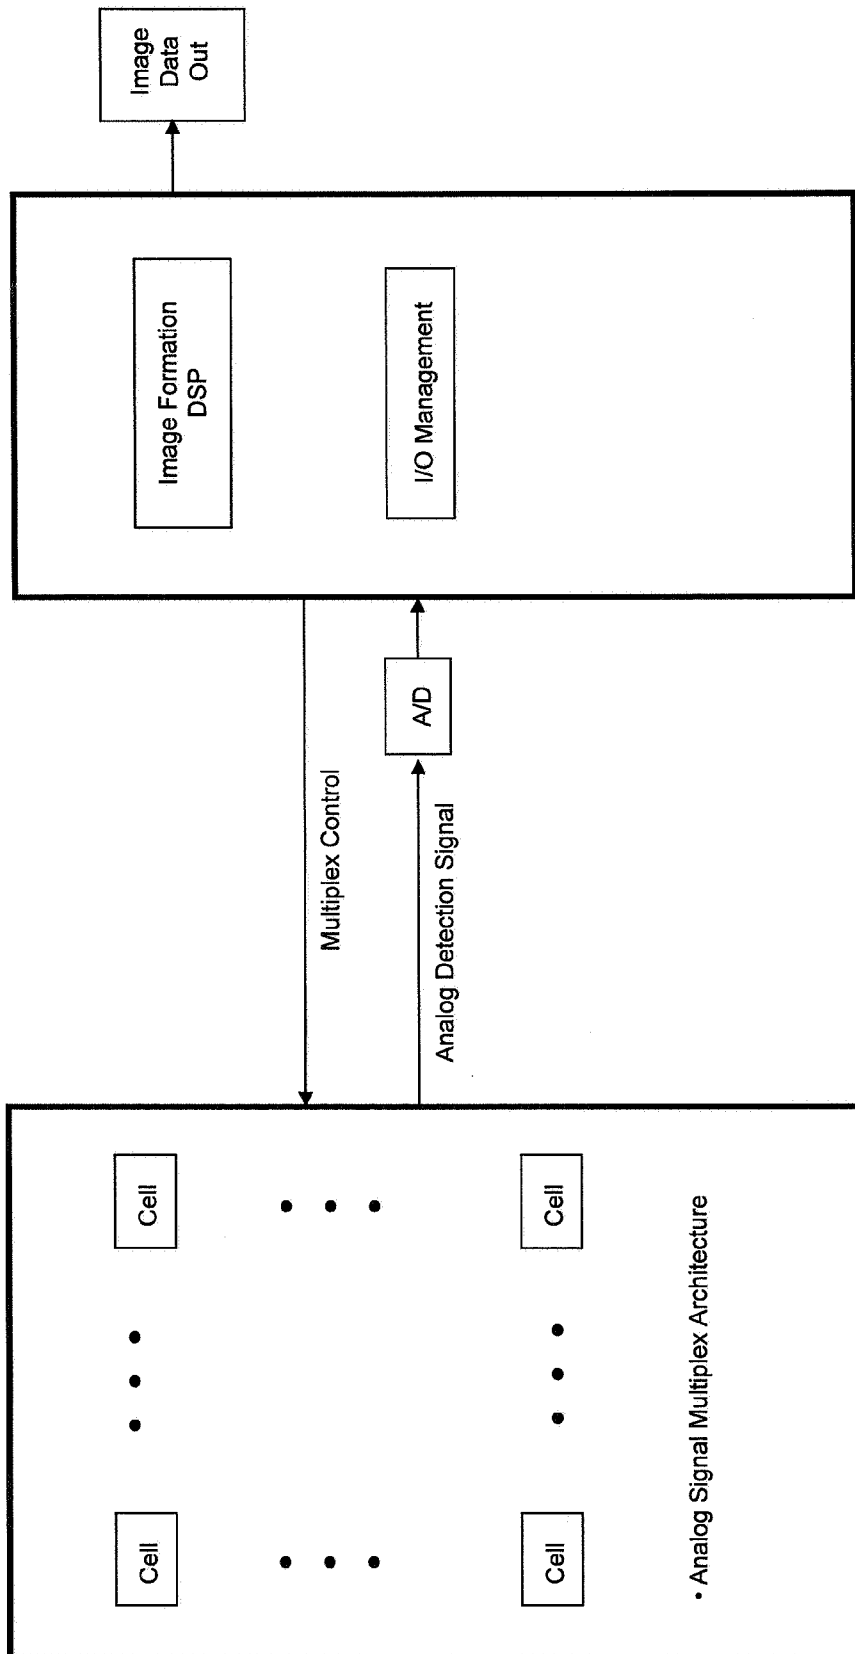 Cell
Cell
Cell
Cell
• Analog Signal Multiplex Architecture
Multiplex Control
Analog Detection Signal
A/D
Image Formation
DSP
I/O Management
Image
Data
Out